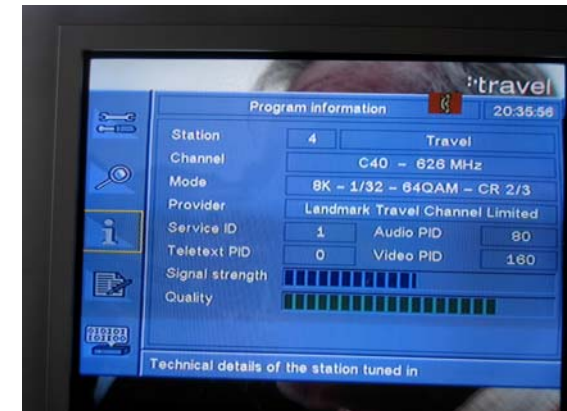 travel
Program information 20:35:56
Station 4 Travel
Channel C40 – 626 MHz
Mode 8K – 1/32 – 64QAM – CR 2/3
Provider Landmark Travel Channel Limited
Service ID 1 Audio PID 80
Teletext PID 0 Video PID 160
Signal strength
Quality
010101
101100
Technical details of the station tuned in